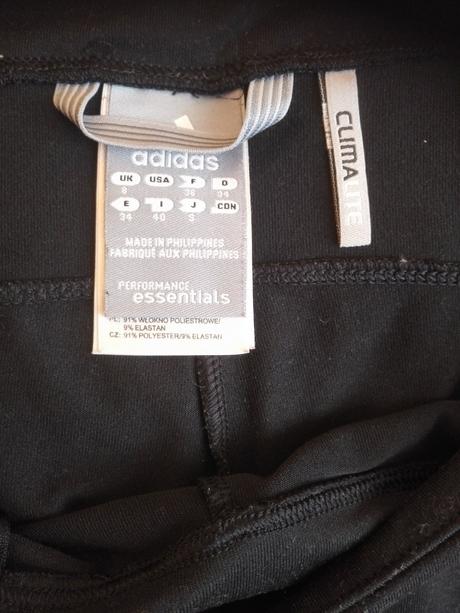 adidas
UK USA F D
8 36 34
E I J CDN
34 40 S
MADE IN PHILIPPINES
FABRIQUÉ AUX PHILIPPINES
PERFORMANCE
essentials
91% WŁÓKNO POLIESTROWE/
9% ELASTAN
CZ: 91% POLYESTER/9% ELASTAN
CLIMALITE